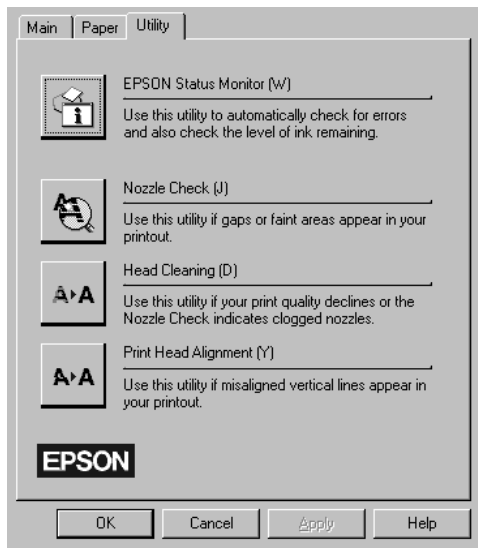 Main Paper Utility
EPSON Status Monitor (W)
Use this utility to automatically check for errors
and also check the level of ink remaining.
Nozzle Check (J)
Use this utility if gaps or faint areas appear in your
printout.
Head Cleaning (D)
Use this utility if your print quality declines or the
Nozzle Check indicates clogged nozzles.
Print Head Alignment (Y)
Use this utility if misaligned vertical lines appear in
your printout.
EPSON
OK Cancel Apply Help